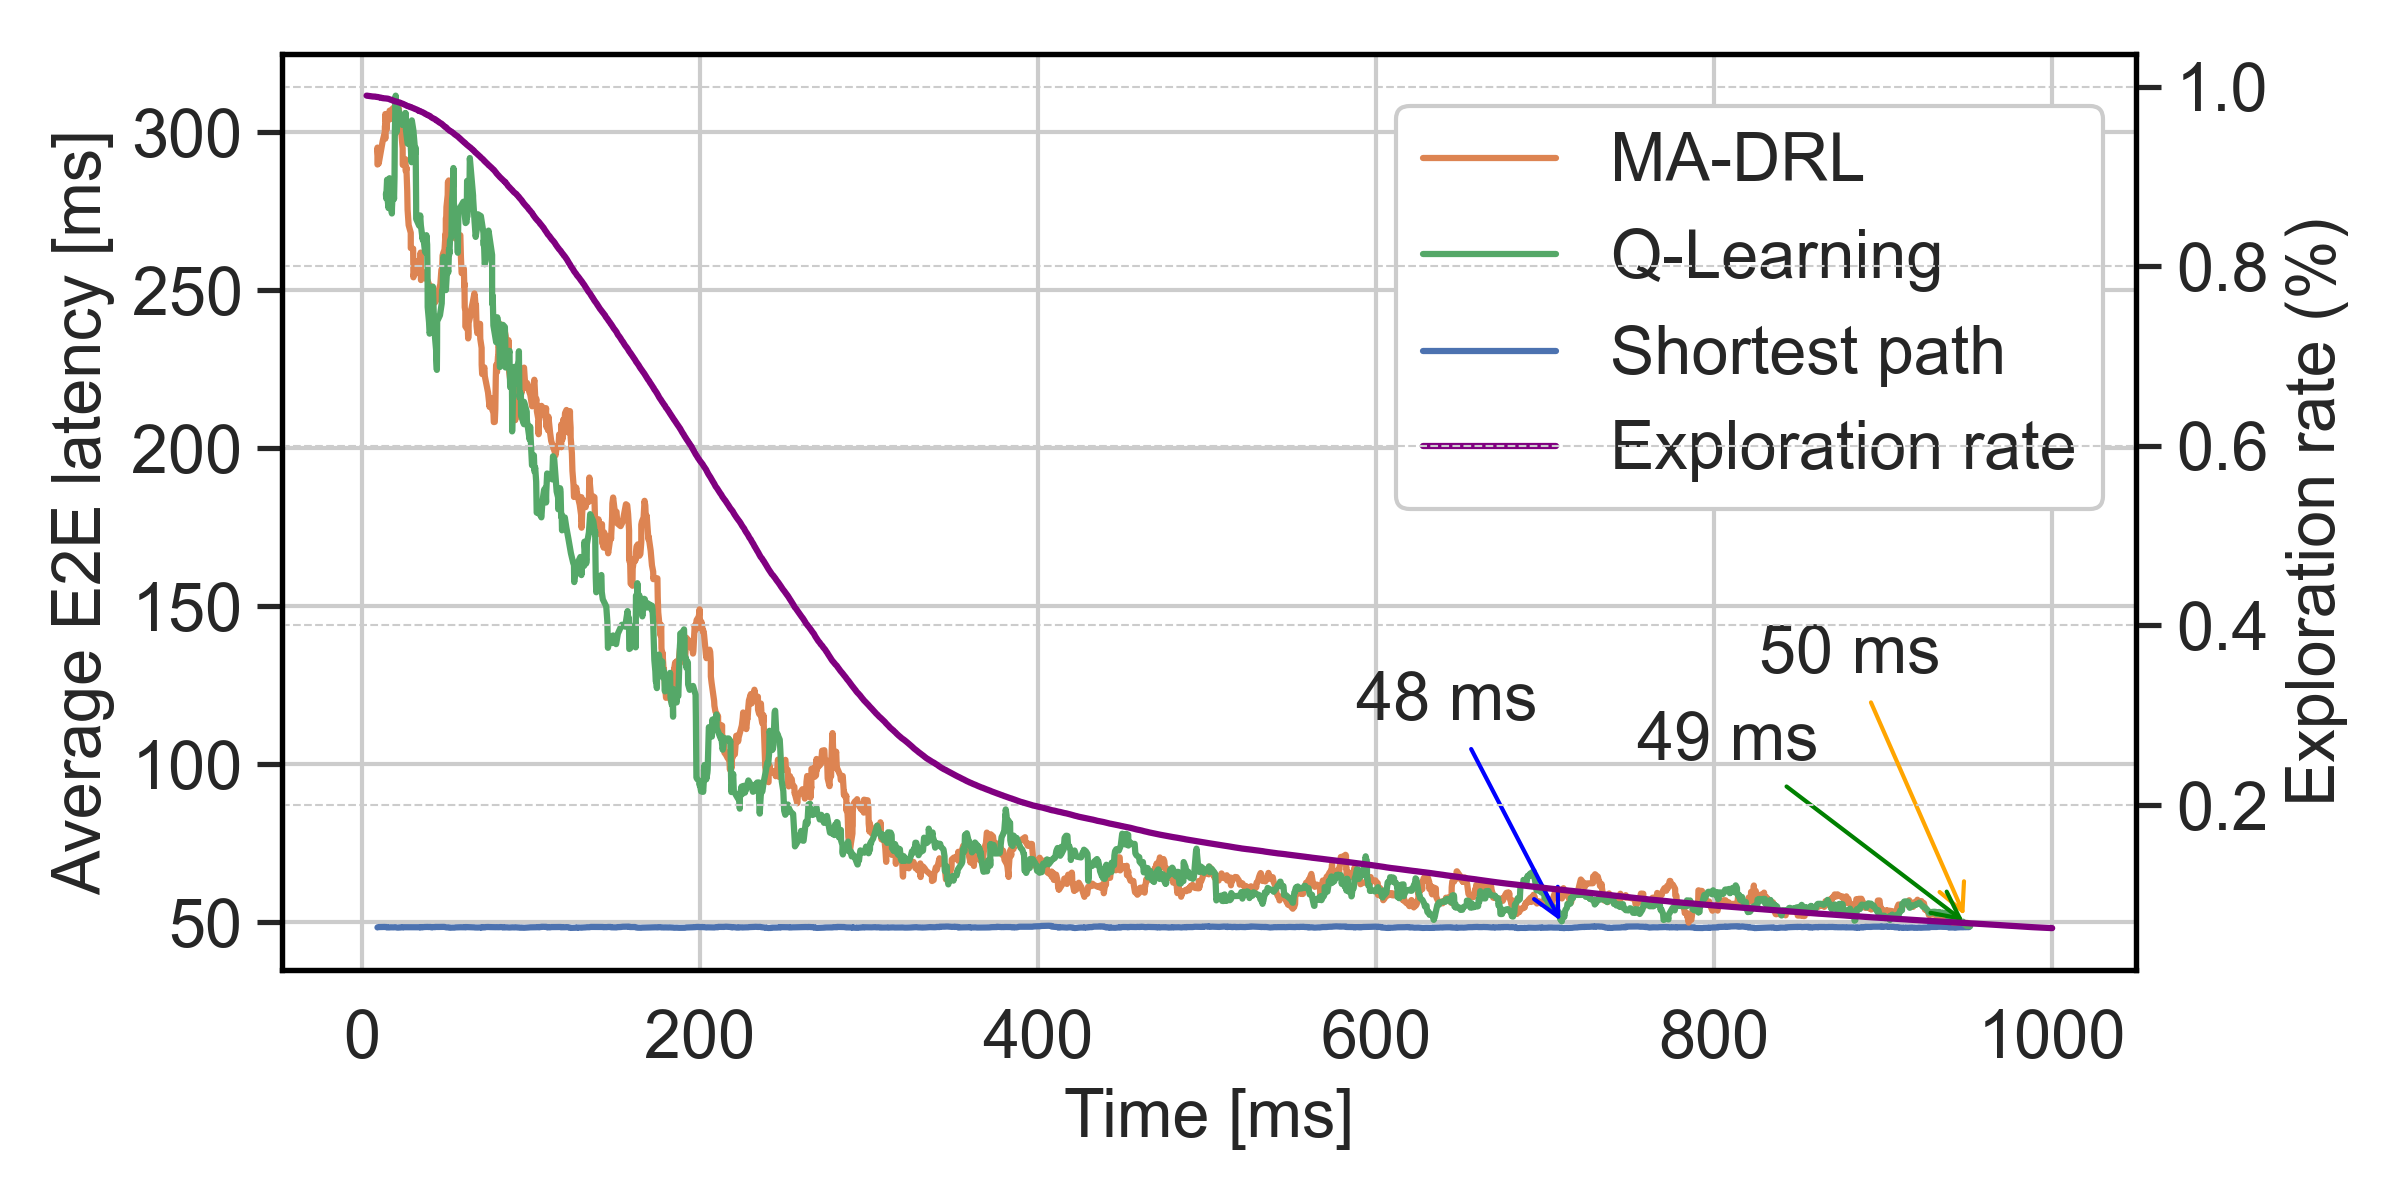 Average E2E latency [ms]
300
250
200
150
100
50
1.0
0.8
0.6
0.4
0.2
Exploration rate (%)
MA-DRL
Q-Learning
Shortest path
Exploration rate
50 ms
48 ms
49 ms
0 200 400 600 800 1000
Time [ms]